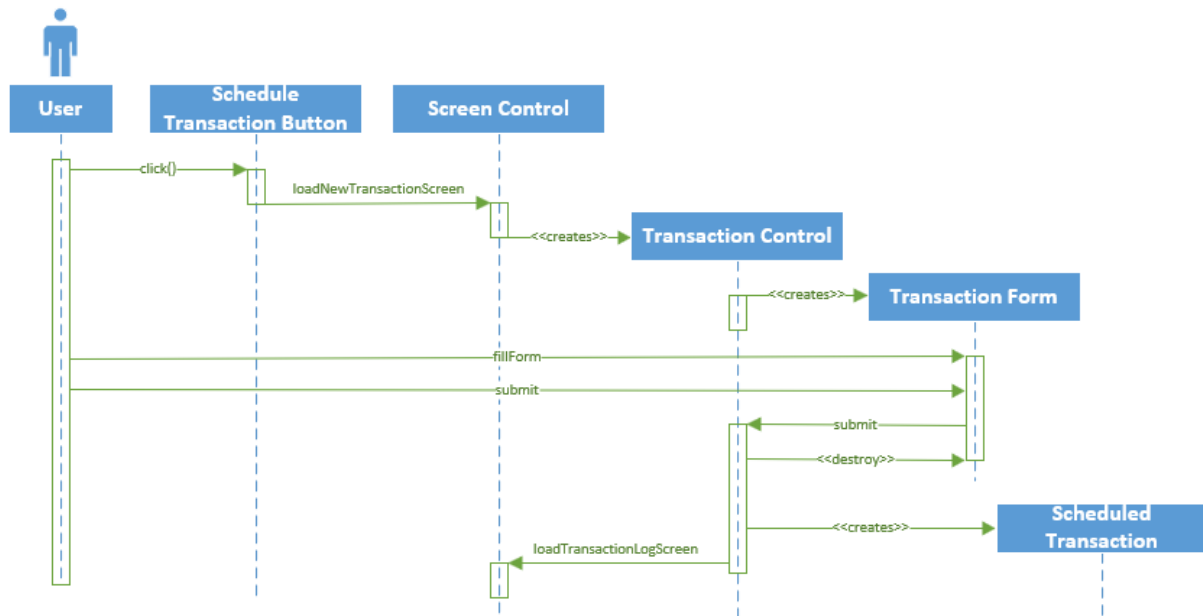 User
Schedule
Transaction Button
Screen Control
click()
loadNewTransactionScreen
<<creates>>
Transaction Control
<<creates>>
Transaction Form
fillForm
submit
submit
<<destroy>>
<<creates>>
Scheduled
Transaction
loadTransactionLogScreen